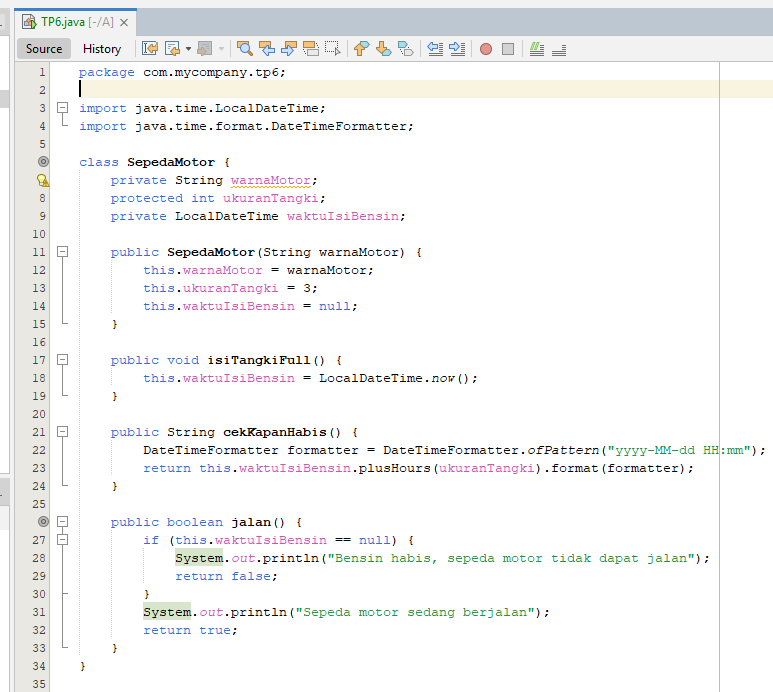 TP6.java [-/A]
Source History
1 package com.mycompany.tp6;
2
3 import java.time.LocalDateTime;
4 import java.time.format.DateTimeFormatter;
5
class SepedaMotor {
private String warnaMotor;
8 protected int ukuranTangki;
9 private LocalDateTime waktuIsiBensin;
10
11 public SepedaMotor(String warnaMotor) {
12 this.warnaMotor = warnaMotor;
13 this.ukuranTangki = 3;
14 this.waktuIsiBensin = null;
15 }
16
17 public void isiTangkiFull() {
18 this.waktuIsiBensin = LocalDateTime.now();
19 }
20
21 public String cekKapanHabis() {
22 DateTimeFormatter formatter = DateTimeFormatter.ofPattern("yyyy-MM-dd HH:mm");
23 return this.waktuIsiBensin.plusHours(ukuranTangki).format(formatter);
24 }
25
public boolean jalan() {
27 if (this.waktuIsiBensin == null) {
28 System.out.println("Bensin habis, sepeda motor tidak dapat jalan");
29 return false;
30 }
31 System.out.println("Sepeda motor sedang berjalan");
32 return true;
33 }
34 }
35